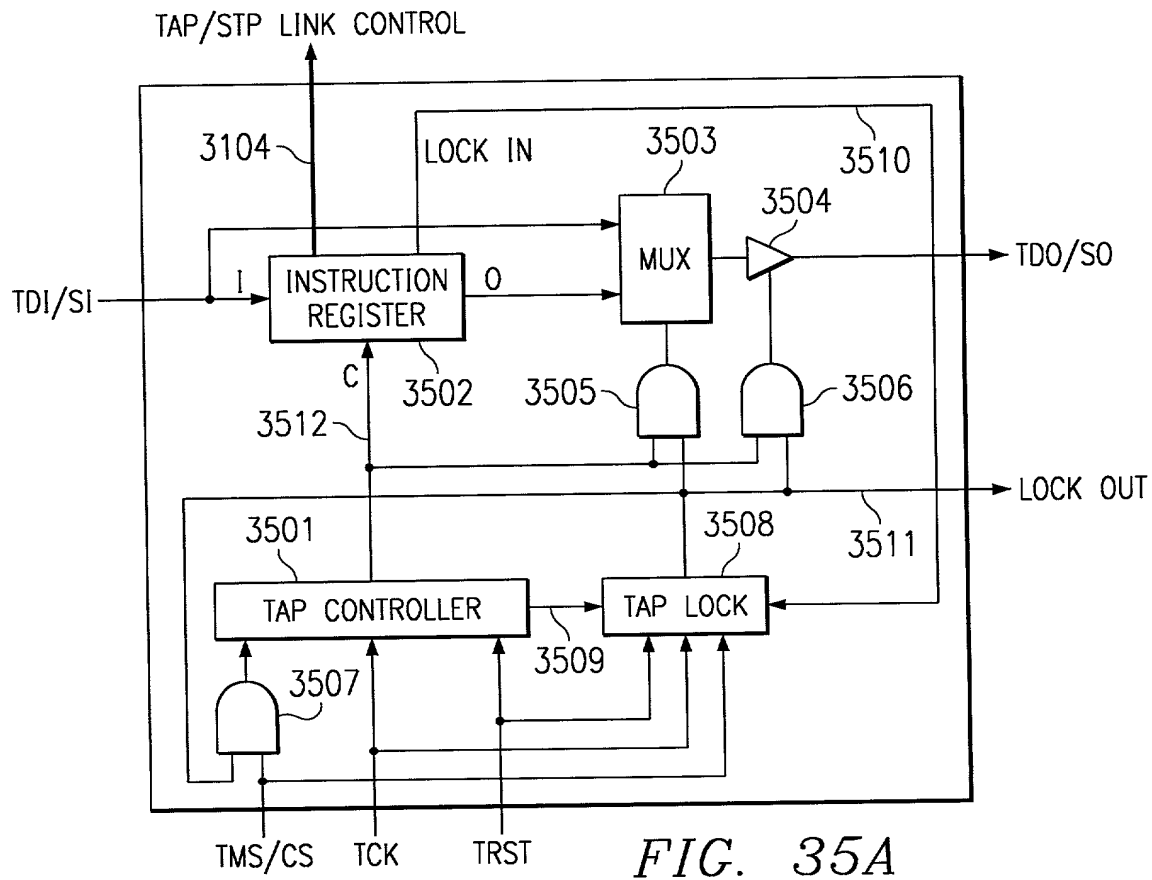 TAP/STP LINK CONTROL
3104
LOCK IN
3503
3510
3504
I
INSTRUCTION
REGISTER
O
MUX
TDO/SO
TDI/SI
C
3502
3505
3506
3512
LOCK OUT
3501
3508
3511
TAP CONTROLLER
TAP LOCK
3509
3507
TMS/CS
TCK
TRST
FIG. 35A